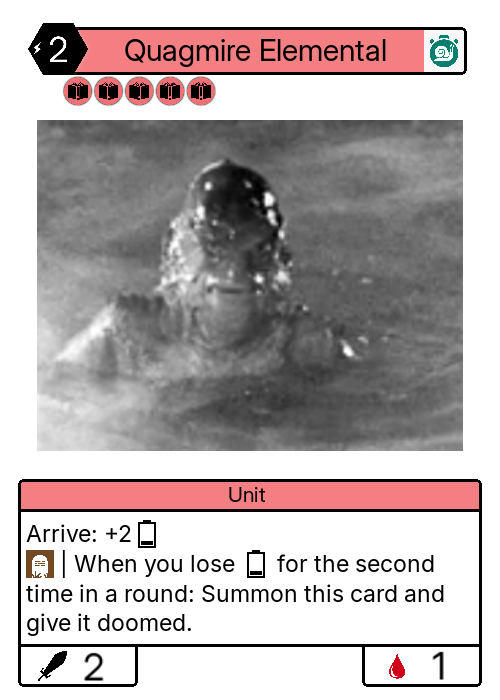 2 Quagmire Elemental
Unit
Arrive: +2
| When you lose for the second
time in a round: Summon this card and
give it doomed.
2
1